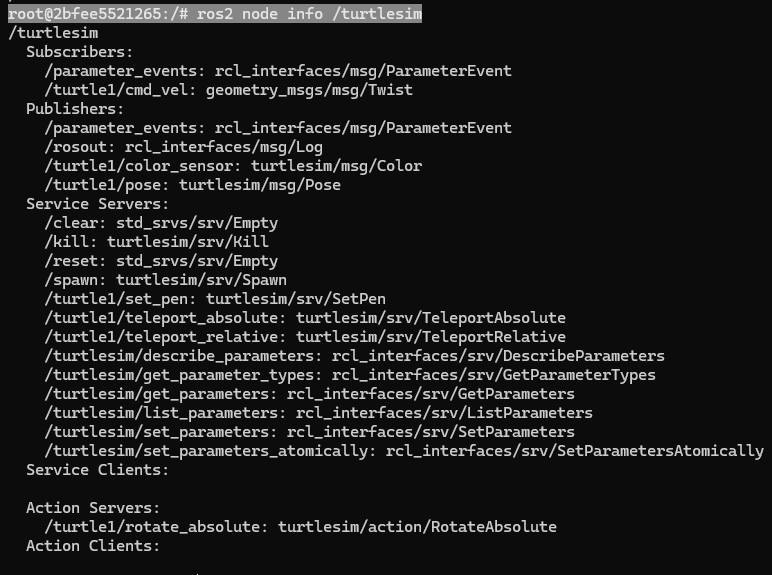 root@2bfee5521265:/# ros2 node info /turtlesim
/turtlesim
  Subscribers:
    /parameter_events: rcl_interfaces/msg/ParameterEvent
    /turtle1/cmd_vel: geometry_msgs/msg/Twist
  Publishers:
    /parameter_events: rcl_interfaces/msg/ParameterEvent
    /rosout: rcl_interfaces/msg/Log
    /turtle1/color_sensor: turtlesim/msg/Color
    /turtle1/pose: turtlesim/msg/Pose
  Service Servers:
    /clear: std_srvs/srv/Empty
    /kill: turtlesim/srv/Kill
    /reset: std_srvs/srv/Empty
    /spawn: turtlesim/srv/Spawn
    /turtle1/set_pen: turtlesim/srv/SetPen
    /turtle1/teleport_absolute: turtlesim/srv/TeleportAbsolute
    /turtle1/teleport_relative: turtlesim/srv/TeleportRelative
    /turtlesim/describe_parameters: rcl_interfaces/srv/DescribeParameters
    /turtlesim/get_parameter_types: rcl_interfaces/srv/GetParameterTypes
    /turtlesim/get_parameters: rcl_interfaces/srv/GetParameters
    /turtlesim/list_parameters: rcl_interfaces/srv/ListParameters
    /turtlesim/set_parameters: rcl_interfaces/srv/SetParameters
    /turtlesim/set_parameters_atomically: rcl_interfaces/srv/SetParametersAtomically
  Service Clients:

  Action Servers:
    /turtle1/rotate_absolute: turtlesim/action/RotateAbsolute
  Action Clients: